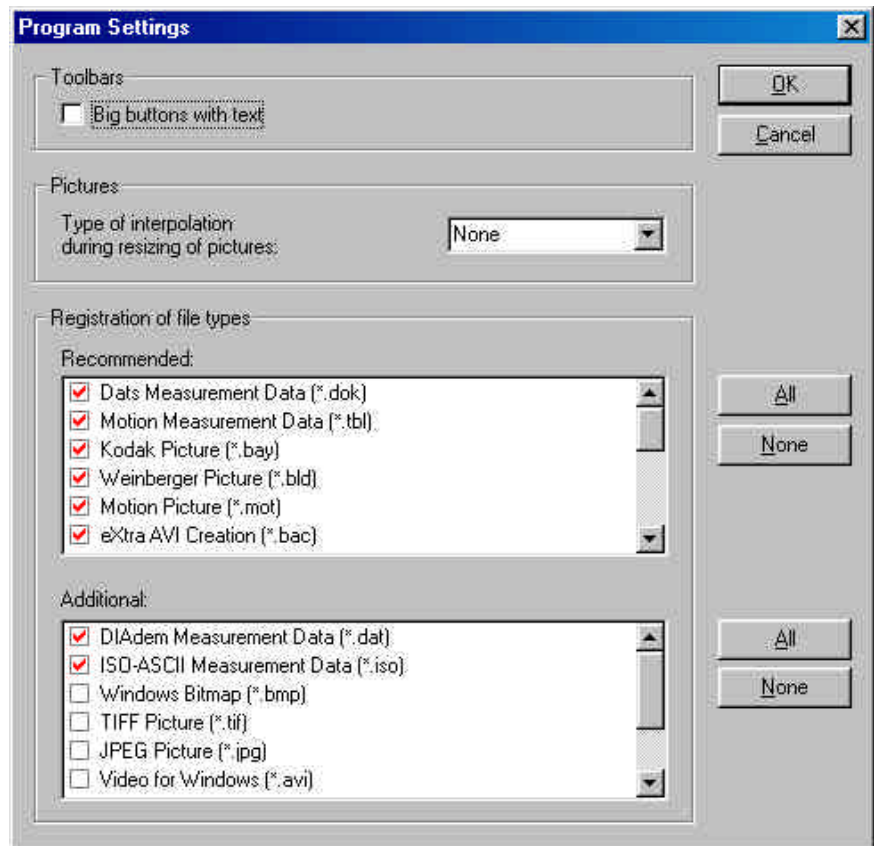 Program Settings
Toolbars
Big buttons with text
OK
Cancel
Pictures
Type of interpolation
during resizing of pictures:
None
Registration of file types
Recommended:
Dats Measurement Data (*.dok)
Motion Measurement Data (*.tbl)
Kodak Picture (*.bay)
Weinberger Picture (*.bld)
Motion Picture (*.mot)
eXtra AVI Creation (*.bac)
All
None
Additional:
DIAdem Measurement Data (*.dat)
ISO-ASCII Measurement Data (*.iso)
Windows Bitmap (*.bmp)
TIFF Picture (*.tif)
JPEG Picture (*.jpg)
Video for Windows (*.avi)
All
None